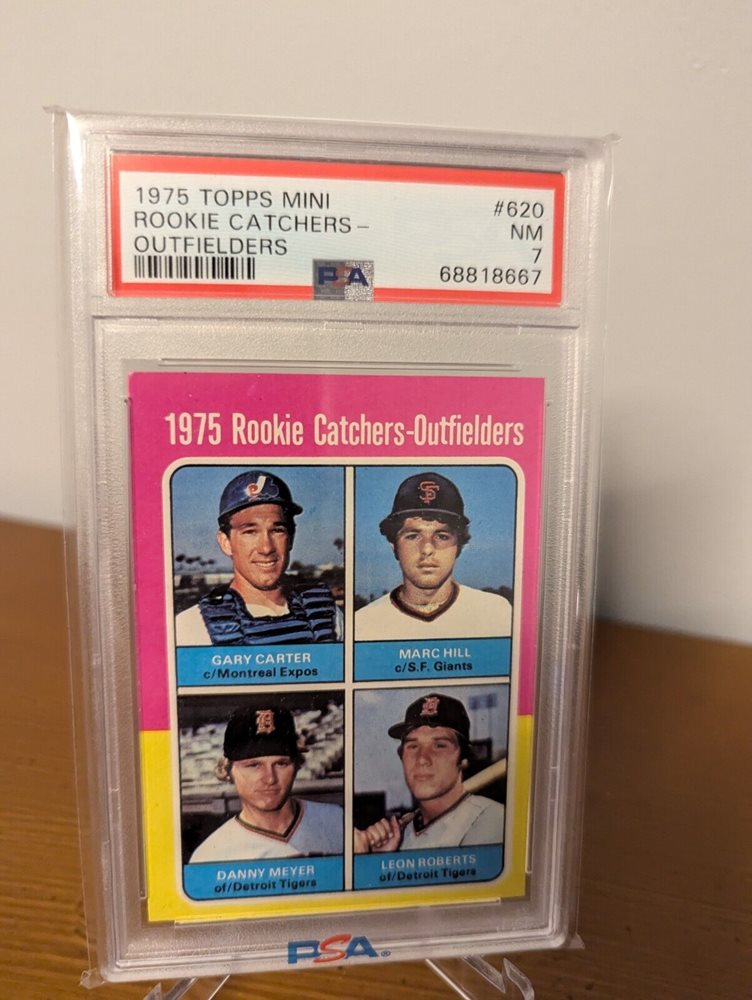 1975 TOPPS MINI #620
ROOKIE CATCHERS- NM
OUTFIELDERS 7
PSA 68818667
1975 Rookie Catchers-Outfielders
GARY CARTER
c/Montreal Expos
MARC HILL
c/S.F. Giants
DANNY MEYER
of/Detroit Tigers
LEON ROBERTS
of/Detroit Tigers
PSA®